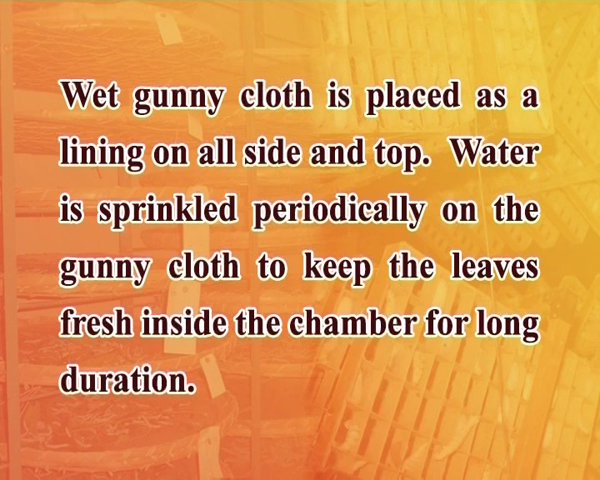 Wet gunny cloth is placed as a
lining on all side and top. Water
is sprinkled periodically on the
gunny cloth to keep the leaves
fresh inside the chamber for long
duration.